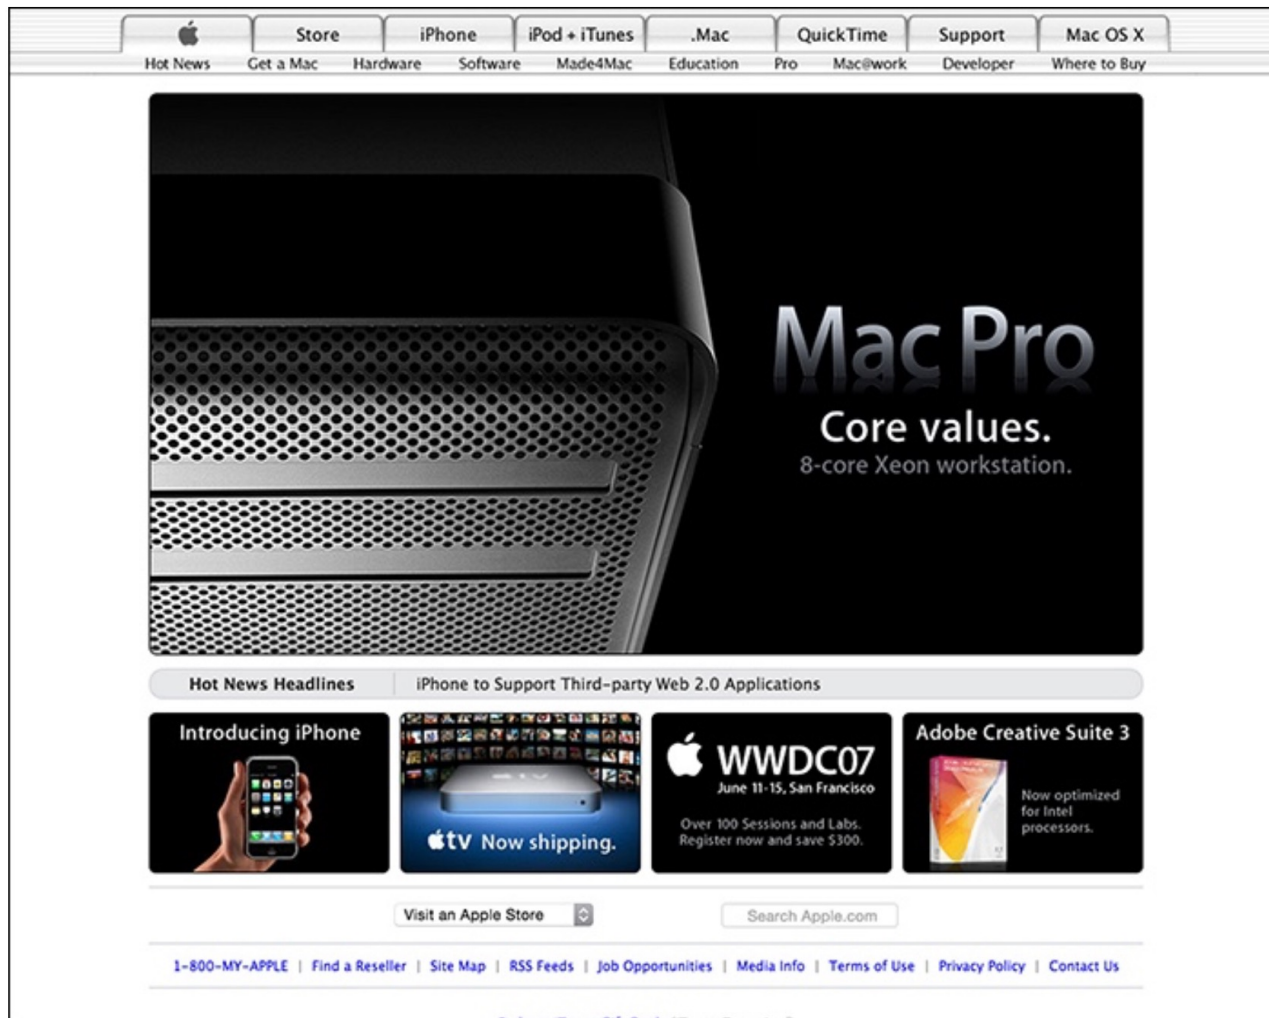 Store iPhone iPod + iTunes .Mac QuickTime Support Mac OS X
Hot News Get a Mac Hardware Software Made4Mac Education Pro Mac@work Developer Where to Buy
Mac Pro
Core values.
8-core Xeon workstation.
Hot News Headlines iPhone to Support Third-party Web 2.0 Applications
Introducing iPhone
tv Now shipping.
WWDC07
June 11-15, San Francisco
Over 100 Sessions and Labs.
Register now and save $300.
Adobe Creative Suite 3
Now optimized
for Intel
processors.
Visit an Apple Store Search Apple.com
1-800-MY-APPLE | Find a Reseller | Site Map | RSS Feeds | Job Opportunities | Media Info | Terms of Use | Privacy Policy | Contact Us